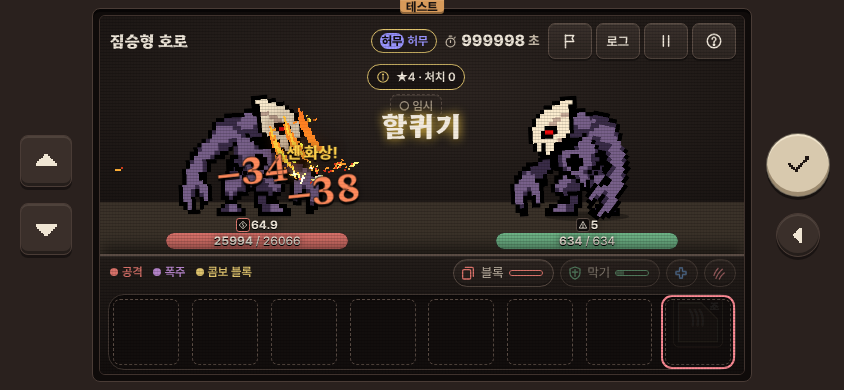 테스트
짐승형 호로
허무 허무
999998 초
로그
★4 · 처치 0
임시
할퀴기
화상!
-34
-38
64.9
25994 / 26066
5
634 / 634
공격
폭주
콤보 블록
블록
막기